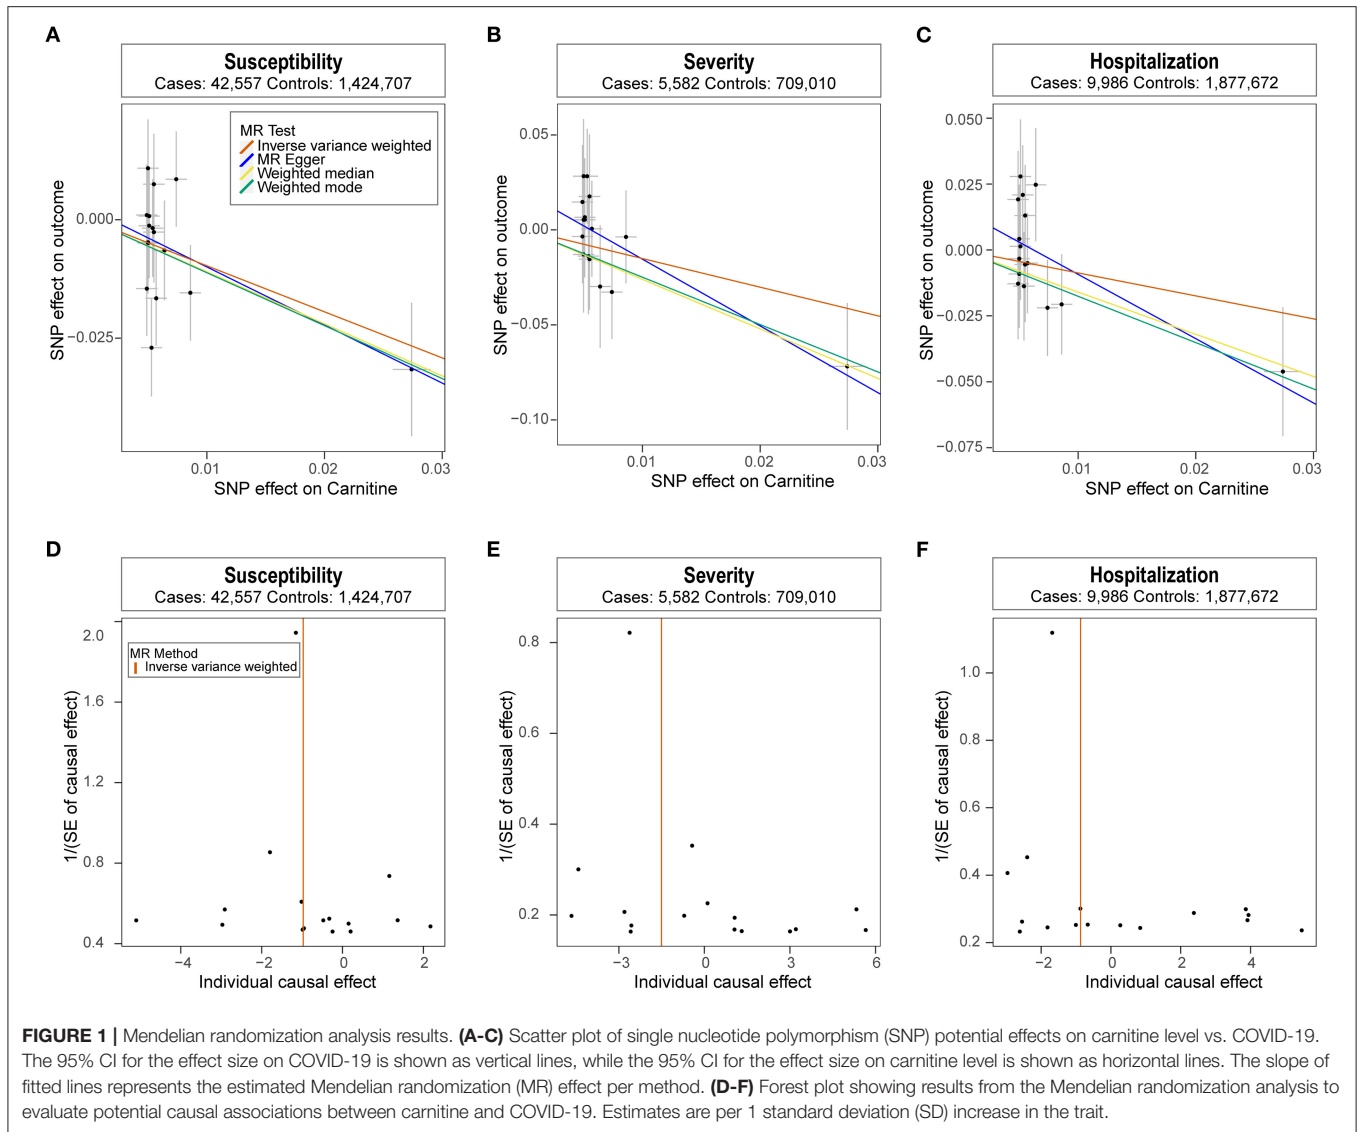 A
Susceptibility
Cases: 42,557 Controls: 1,424,707
MR Test
Inverse variance weighted
MR Egger
Weighted median
Weighted mode
SNP effect on outcome
0.000
−0.025
0.01
0.02
0.03
SNP effect on Carnitine
B
Severity
Cases: 5,582 Controls: 709,010
SNP effect on outcome
0.05
0.00
−0.05
−0.10
0.01
0.02
0.03
SNP effect on Carnitine
C
Hospitalization
Cases: 9,986 Controls: 1,877,672
SNP effect on outcome
0.050
0.025
0.000
−0.025
−0.050
−0.075
0.01
0.02
0.03
SNP effect on Carnitine
D
Susceptibility
Cases: 42,557 Controls: 1,424,707
MR Method
Inverse variance weighted
1/(SE of causal effect)
2.0
1.6
1.2
0.8
0.4
−4
−2
0
2
Individual causal effect
E
Severity
Cases: 5,582 Controls: 709,010
1/(SE of causal effect)
0.8
0.6
0.4
0.2
−3
0
3
6
Individual causal effect
F
Hospitalization
Cases: 9,986 Controls: 1,877,672
1/(SE of causal effect)
1.0
0.8
0.6
0.4
0.2
−2
0
2
4
Individual causal effect
FIGURE 1 | Mendelian randomization analysis results. (A-C) Scatter plot of single nucleotide polymorphism (SNP) potential effects on carnitine level vs. COVID-19.
The 95% CI for the effect size on COVID-19 is shown as vertical lines, while the 95% CI for the effect size on carnitine level is shown as horizontal lines. The slope of
fitted lines represents the estimated Mendelian randomization (MR) effect per method. (D-F) Forest plot showing results from the Mendelian randomization analysis to
evaluate potential causal associations between carnitine and COVID-19. Estimates are per 1 standard deviation (SD) increase in the trait.